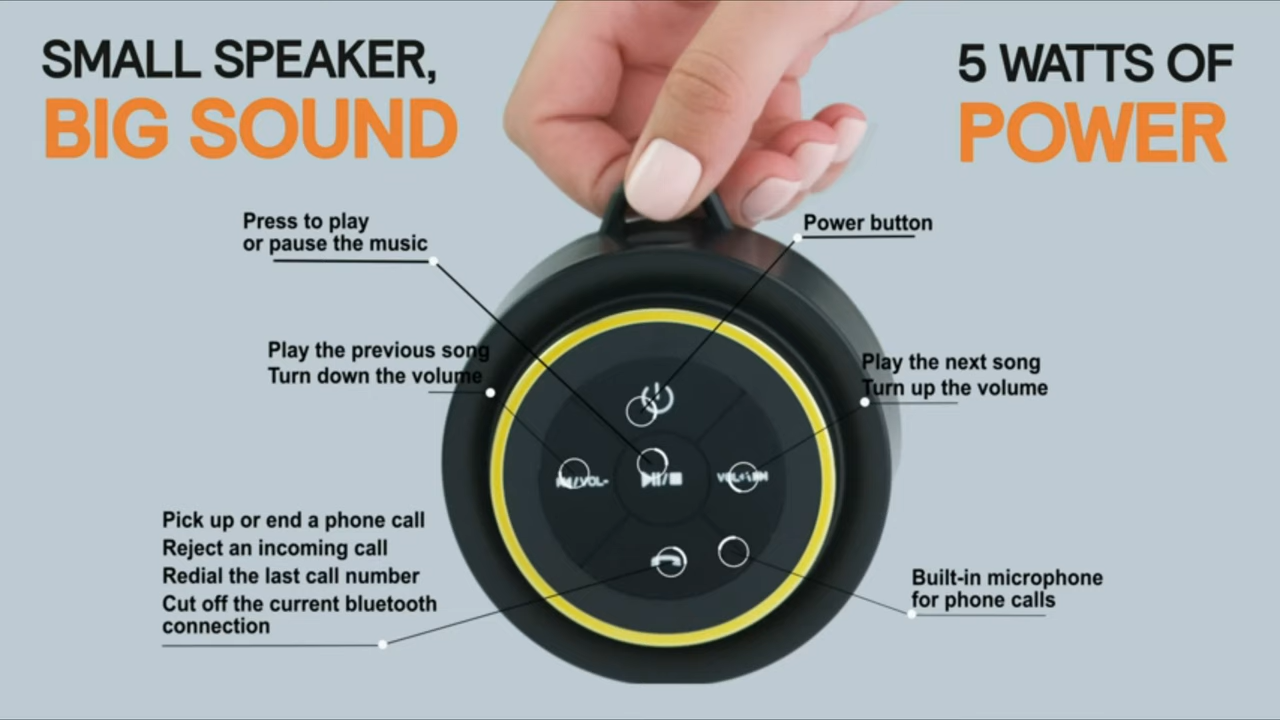 SMALL SPEAKER,
BIG SOUND
5 WATTS OF
POWER
Press to play
or pause the music
Power button
Play the previous song
Turn down the volume
Play the next song
Turn up the volume
Pick up or end a phone call
Reject an incoming call
Redial the last call number
Cut off the current bluetooth
connection
Built-in microphone
for phone calls